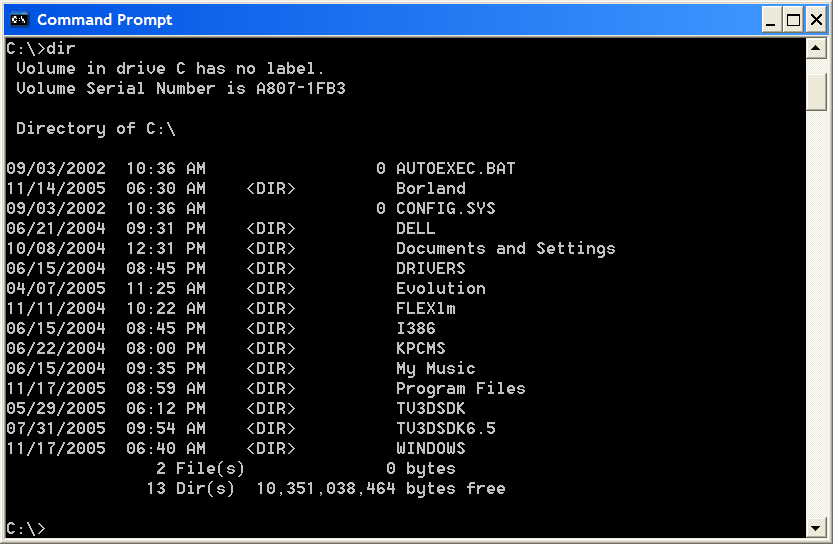 Command Prompt
C:\>dir
 Volume in drive C has no label.
 Volume Serial Number is A807-1FB3

 Directory of C:\

09/03/2002  10:36 AM                 0 AUTOEXEC.BAT
11/14/2005  06:30 AM    <DIR>          Borland
09/03/2002  10:36 AM                 0 CONFIG.SYS
06/21/2004  09:31 PM    <DIR>          DELL
10/08/2004  12:31 PM    <DIR>          Documents and Settings
06/15/2004  08:45 PM    <DIR>          DRIVERS
04/07/2005  11:25 AM    <DIR>          Evolution
11/11/2004  10:22 AM    <DIR>          FLEXlm
06/15/2004  08:45 PM    <DIR>          I386
06/22/2004  08:00 PM    <DIR>          KPCMS
06/15/2004  09:35 PM    <DIR>          My Music
11/17/2005  08:59 AM    <DIR>          Program Files
05/29/2005  06:12 PM    <DIR>          TV3DSDK
07/31/2005  09:54 AM    <DIR>          TV3DSDK6.5
11/17/2005  06:40 AM    <DIR>          WINDOWS
               2 File(s)              0 bytes
              13 Dir(s)  10,351,038,464 bytes free

C:\>